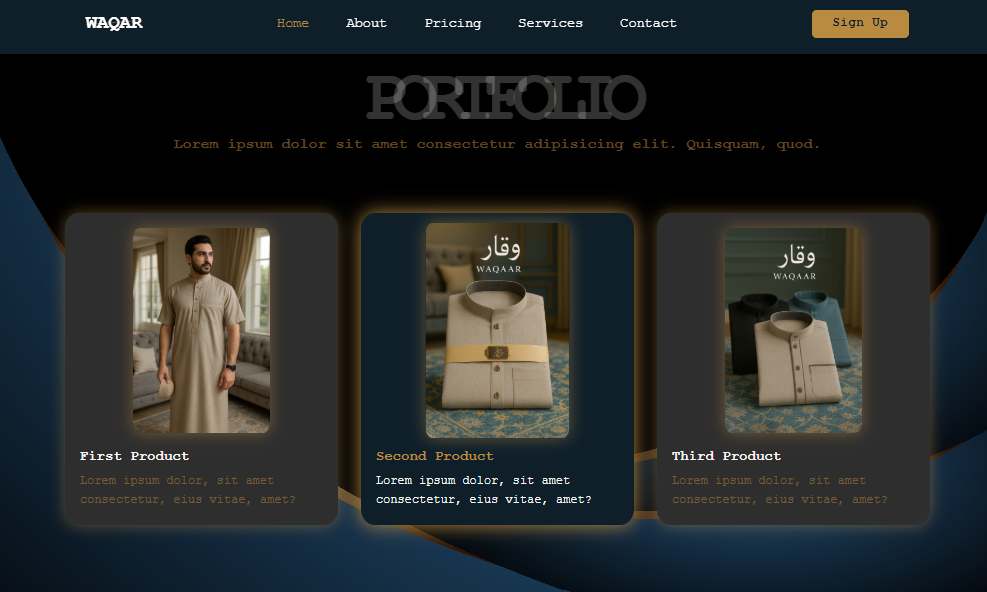 WAQAR
Home About Pricing Services Contact
Sign Up
PORTFOLIO
Lorem ipsum dolor sit amet consectetur adipisicing elit. Quisquam, quod.
وقار
WAQAAR
وقار
WAQAAR
First Product
Lorem ipsum dolor, sit amet
consectetur, eius vitae, amet?
Second Product
Lorem ipsum dolor, sit amet
consectetur, eius vitae, amet?
Third Product
Lorem ipsum dolor, sit amet
consectetur, eius vitae, amet?